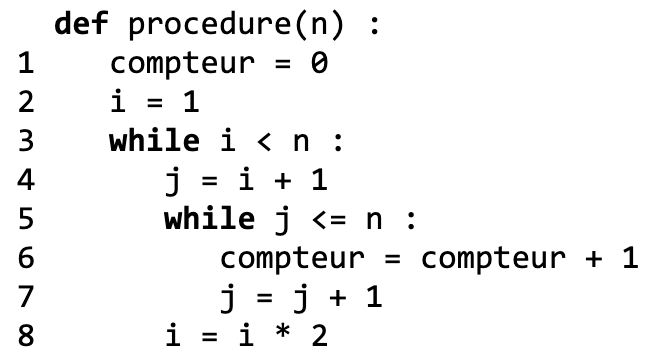 def procedure(n) :
1 compteur = 0
2 i = 1
3 while i < n :
4 j = i + 1
5 while j <= n :
6 compteur = compteur + 1
7 j = j + 1
8 i = i * 2